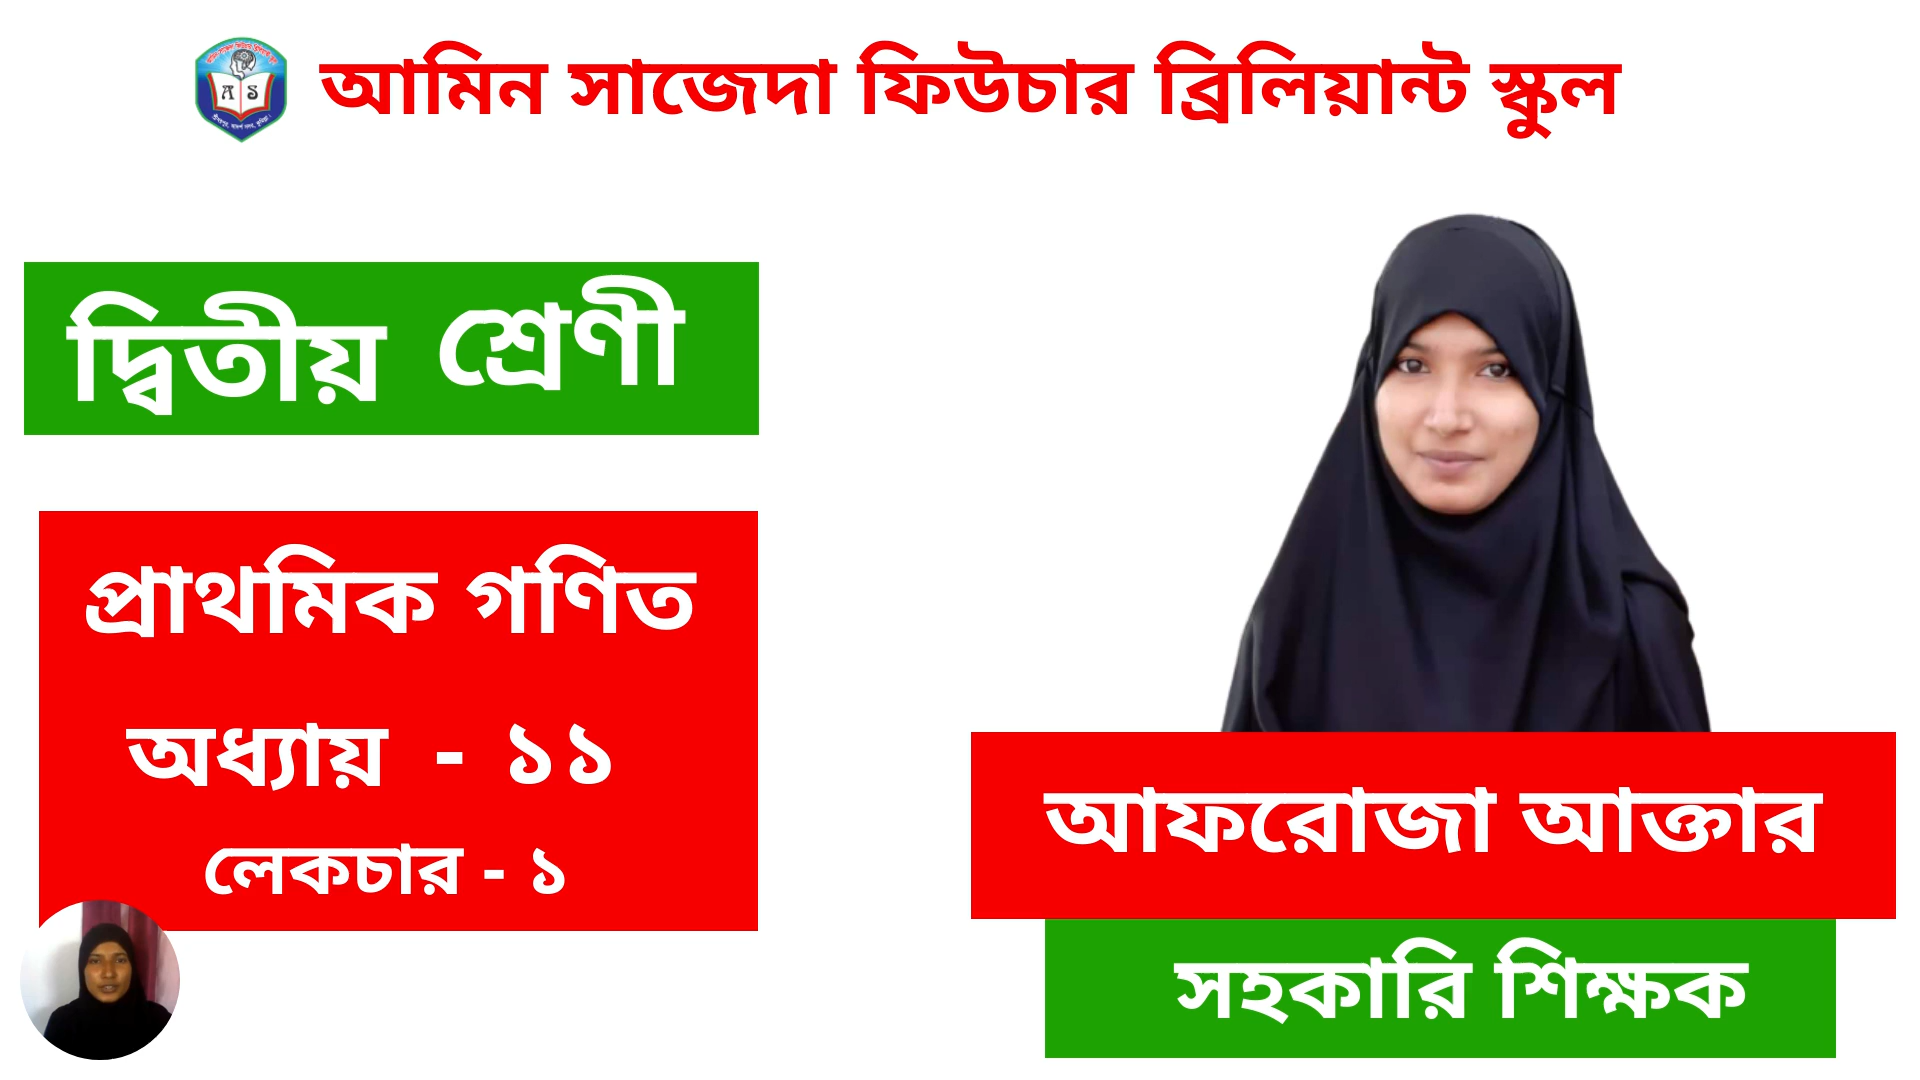 আমিন সাজেদা ফিউচার ব্রিলিয়ান্ট স্কুল
A S
দ্বিতীয় শ্রেণী
প্রাথমিক গণিত
অধ্যায় - ১১
লেকচার - ১
আফরোজা আক্তার
সহকারি শিক্ষক